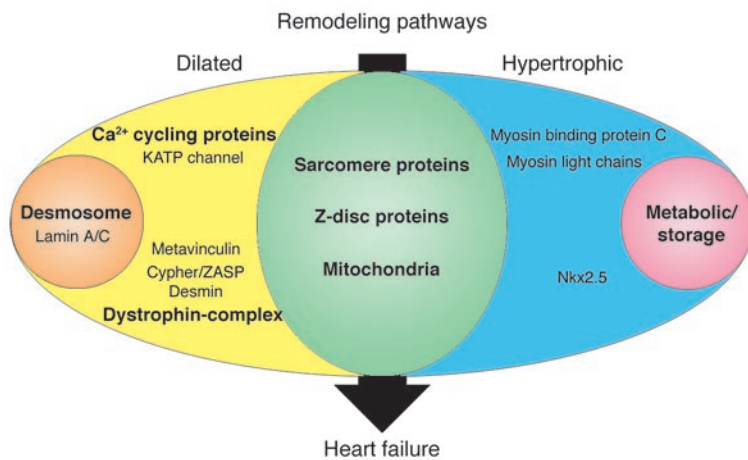 Remodeling pathways
Dilated
Hypertrophic
Ca²⁺ cycling proteins
KATP channel
Desmosome
Lamin A/C
Metavinculin
Cypher/ZASP
Desmin
Dystrophin-complex
Sarcomere proteins
Z-disc proteins
Mitochondria
Myosin binding protein C
Myosin light chains
Metabolic/
storage
Nkx2.5
Heart failure